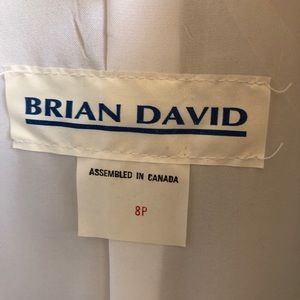 BRIAN DAVID
ASSEMBLED IN CANADA
8P